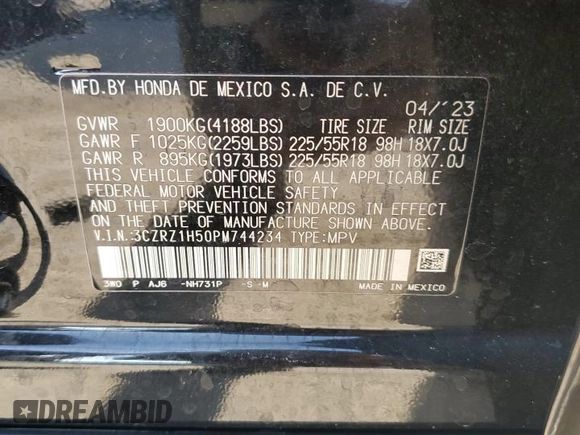 MFD.BY HONDA DE MEXICO S.A. DE C.V.
04/'23
GVWR 1900KG(4188LBS) TIRE SIZE RIM SIZE
GAWR F 1025KG(2259LBS) 225/55R18 98H 18X7.0J
GAWR R 895KG(1973LBS) 225/55R18 98H 18X7.0J
THIS VEHICLE CONFORMS TO ALL APPLICABLE
FEDERAL MOTOR VEHICLE SAFETY
AND THEFT PREVENTION STANDARDS IN EFFECT
ON THE DATE OF MANUFACTURE SHOWN ABOVE.
V.I.N.:3CZRZ1H50PM744234 TYPE:MPV
3W0 P AJ6 -NH731P -S -M MADE IN MEXICO
DREAMBID